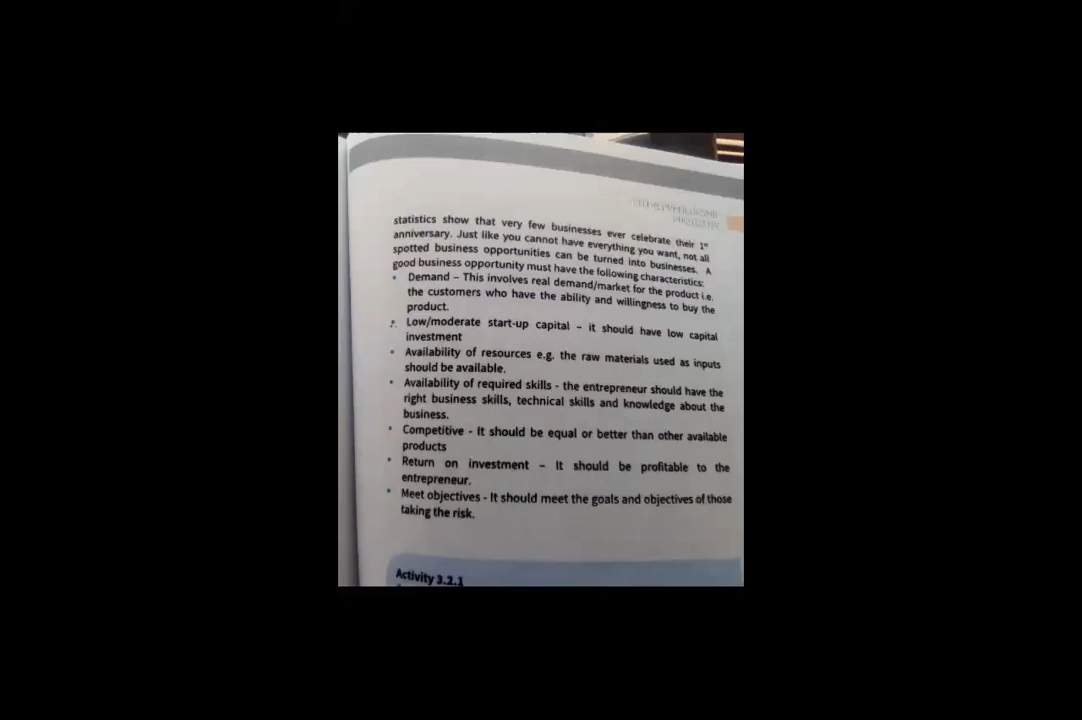 statistics show that very few businesses ever celebrate their 1st
anniversary. Just like you cannot have everything you want, not all
spotted business opportunities can be turned into businesses. A
good business opportunity must have the following characteristics:
• Demand – This involves real demand/market for the product i.e.
the customers who have the ability and willingness to buy the
product.
• Low/moderate start-up capital – it should have low capital
investment
• Availability of resources e.g. the raw materials used as inputs
should be available.
• Availability of required skills - the entrepreneur should have the
right business skills, technical skills and knowledge about the
business.
• Competitive - It should be equal or better than other available
products
• Return on investment – It should be profitable to the
entrepreneur.
• Meet objectives - It should meet the goals and objectives of those
taking the risk.
Activity 3.2.1